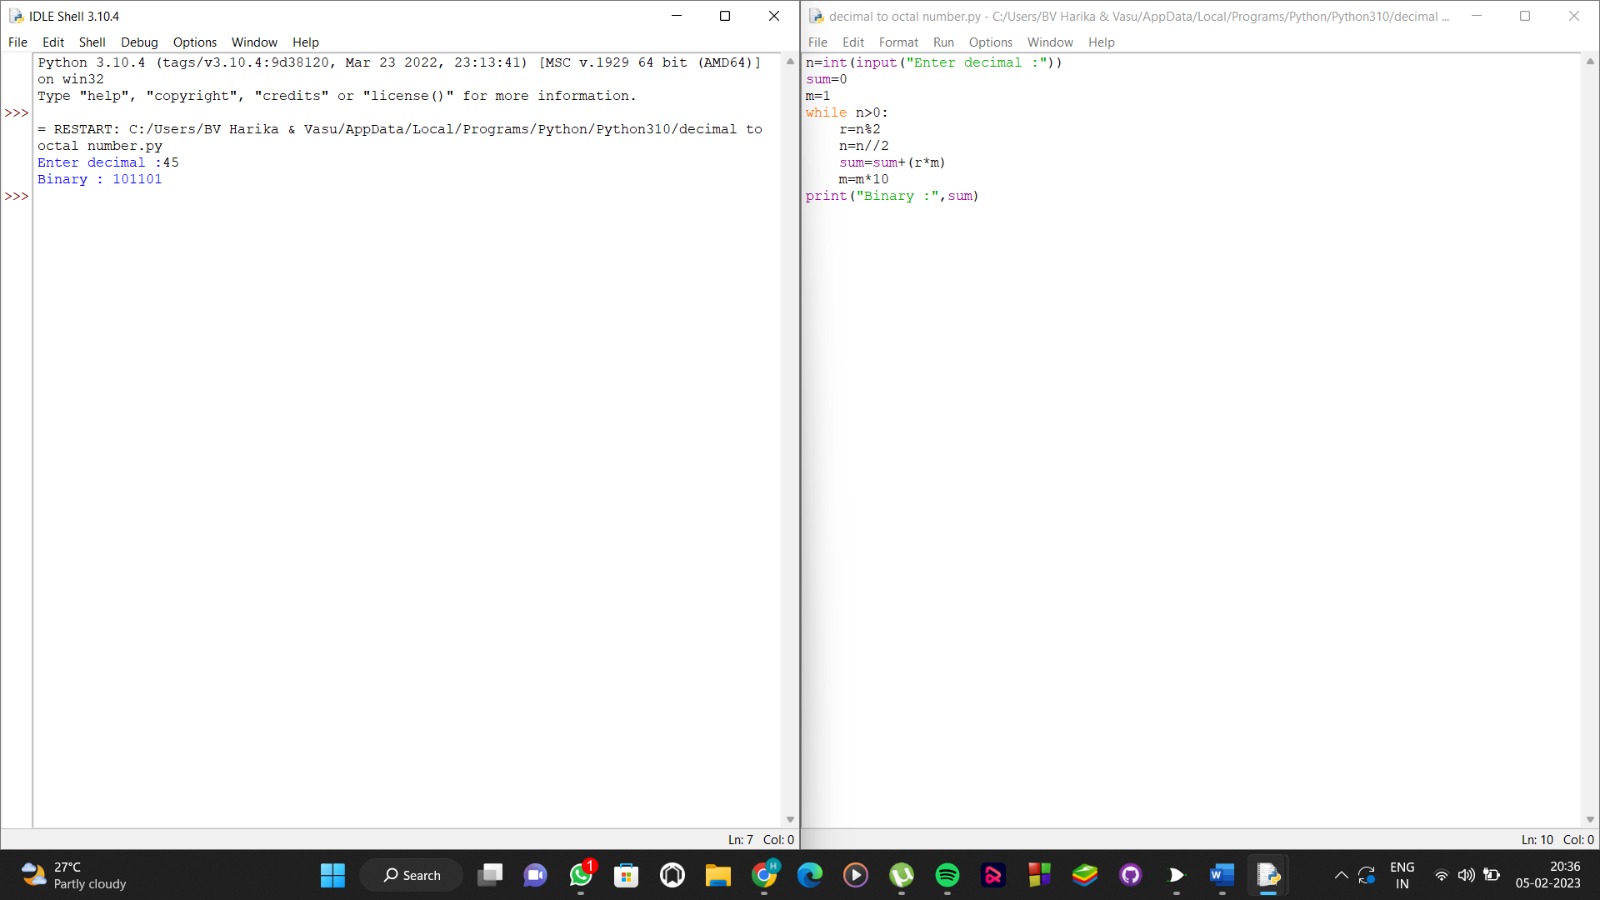 IDLE Shell 3.10.4
File Edit Shell Debug Options Window Help
Python 3.10.4 (tags/v3.10.4:9d38120, Mar 23 2022, 23:13:41) [MSC v.1929 64 bit (AMD64)]
on win32
Type "help", "copyright", "credits" or "license()" for more information.
>>>
= RESTART: C:/Users/BV Harika & Vasu/AppData/Local/Programs/Python/Python310/decimal to
octal number.py
Enter decimal :45
Binary : 101101
>>>
Ln: 7 Col: 0
decimal to octal number.py - C:/Users/BV Harika & Vasu/AppData/Local/Programs/Python/Python310/decimal ...
File Edit Format Run Options Window Help
n=int(input("Enter decimal :"))
sum=0
m=1
while n>0:
    r=n%2
    n=n//2
    sum=sum+(r*m)
    m=m*10
print("Binary :",sum)
Ln: 10 Col: 0
27°C
Partly cloudy
Search
1
H
W
ENG
IN
20:36
05-02-2023